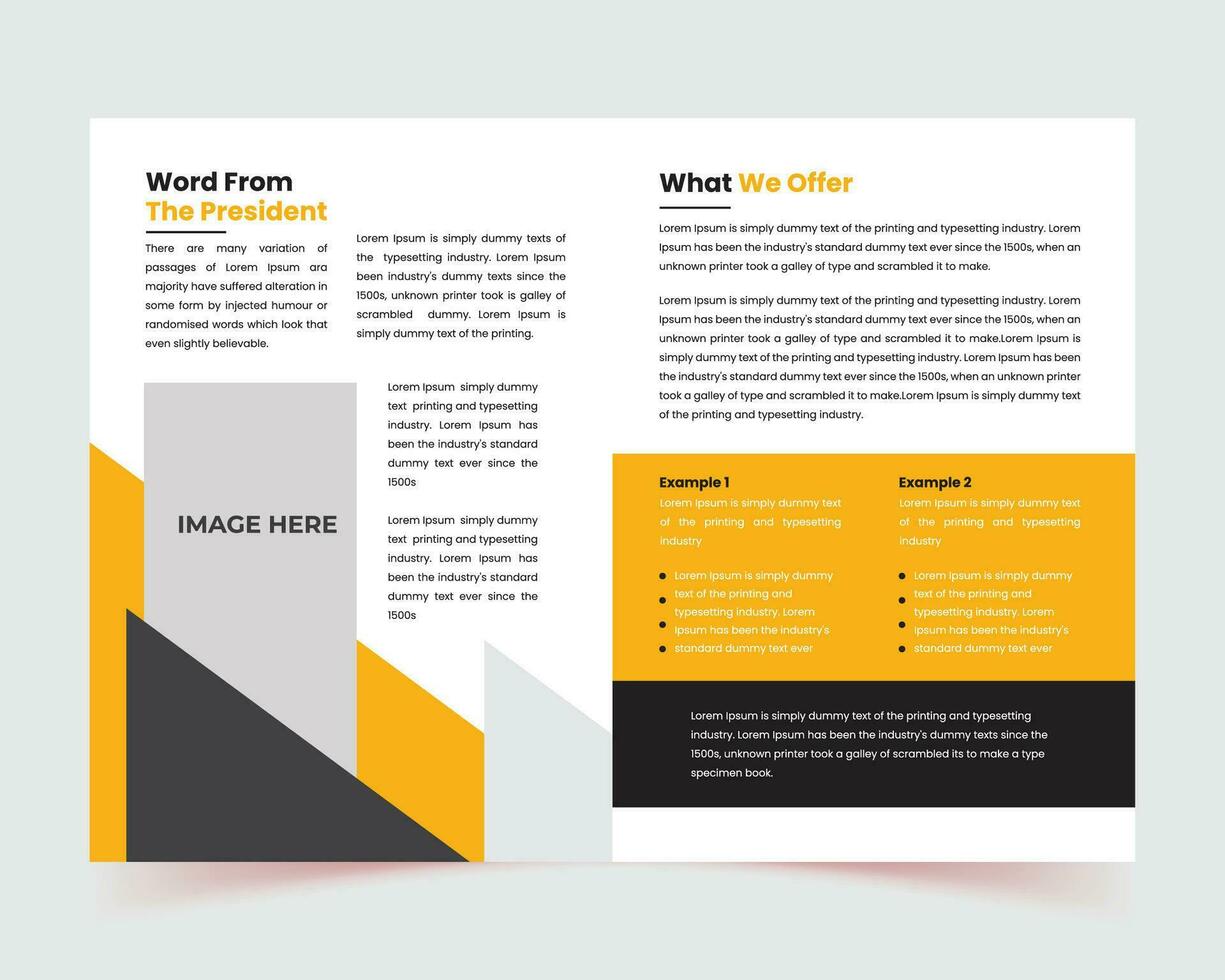 Word From
The President
There are many variation of
passages of Lorem Ipsum ara
majority have suffered alteration in
some form by injected humour or
randomised words which look that
even slightly believable.
Lorem Ipsum is simply dummy texts of
the typesetting industry. Lorem Ipsum
been industry's dummy texts since the
1500s, unknown printer took is galley of
scrambled dummy. Lorem Ipsum is
simply dummy text of the printing.
IMAGE HERE
Lorem Ipsum simply dummy
text printing and typesetting
industry. Lorem Ipsum has
been the industry's standard
dummy text ever since the
1500s
Lorem Ipsum simply dummy
text printing and typesetting
industry. Lorem Ipsum has
been the industry's standard
dummy text ever since the
1500s
What We Offer
Lorem Ipsum is simply dummy text of the printing and typesetting industry. Lorem
Ipsum has been the industry's standard dummy text ever since the 1500s, when an
unknown printer took a galley of type and scrambled it to make.
Lorem Ipsum is simply dummy text of the printing and typesetting industry. Lorem
Ipsum has been the industry's standard dummy text ever since the 1500s, when an
unknown printer took a galley of type and scrambled it to make.Lorem Ipsum is
simply dummy text of the printing and typesetting industry. Lorem Ipsum has been
the industry's standard dummy text ever since the 1500s, when an unknown printer
took a galley of type and scrambled it to make.Lorem Ipsum is simply dummy text
of the printing and typesetting industry.
Example 1
Lorem Ipsum is simply dummy text
of the printing and typesetting
industry
Lorem Ipsum is simply dummy
text of the printing and
typesetting industry. Lorem
Ipsum has been the industry's
standard dummy text ever
Example 2
Lorem Ipsum is simply dummy text
of the printing and typesetting
industry
Lorem Ipsum is simply dummy
text of the printing and
typesetting industry. Lorem
Ipsum has been the industry's
standard dummy text ever
Lorem Ipsum is simply dummy text of the printing and typesetting
industry. Lorem Ipsum has been the industry's dummy texts since the
1500s, unknown printer took a galley of scrambled its to make a type
specimen book.